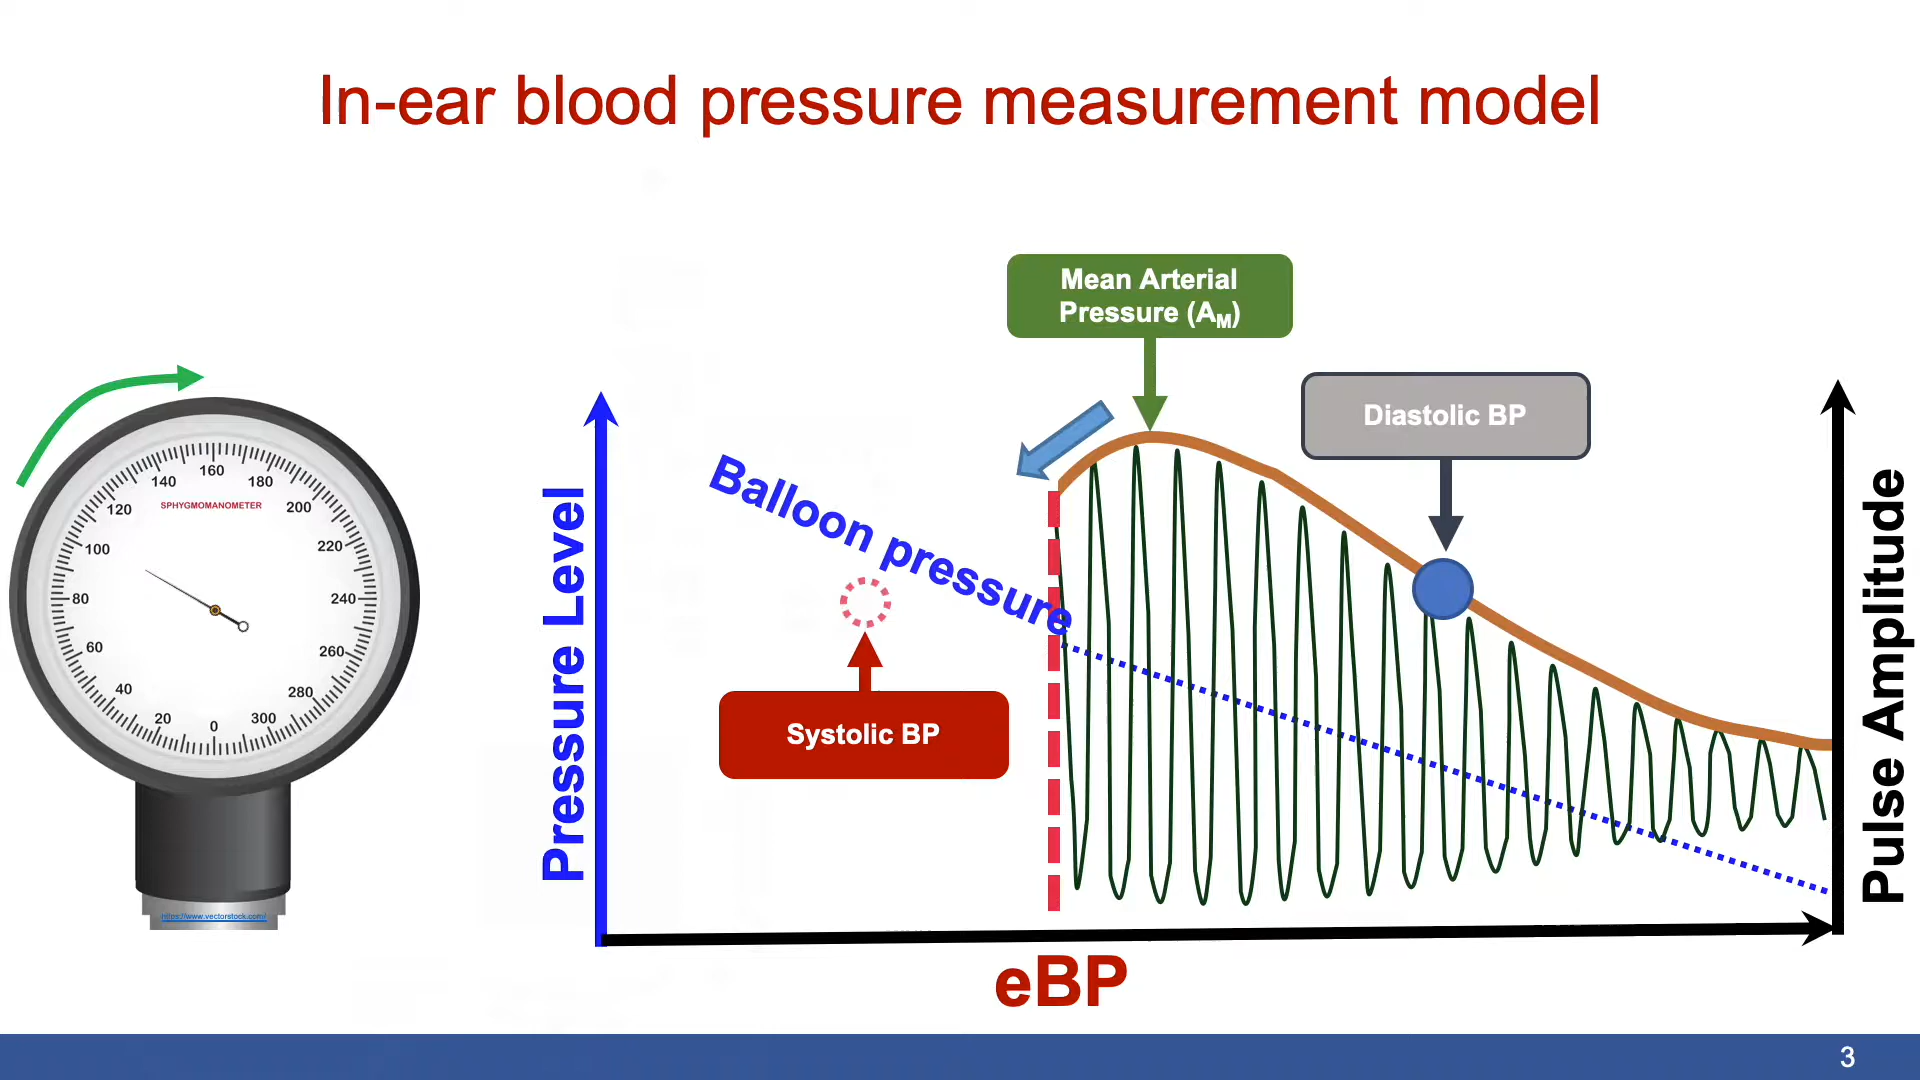 In-ear blood pressure measurement model
Mean Arterial
Pressure (AM)
Diastolic BP
Balloon pressure
Systolic BP
Pressure Level
Pulse Amplitude
eBP
160
140
180
SPHYGMOMANOMETER
120
200
100
220
80
240
60
260
40
280
20
300
0
https://www.vectorstock.com/
3